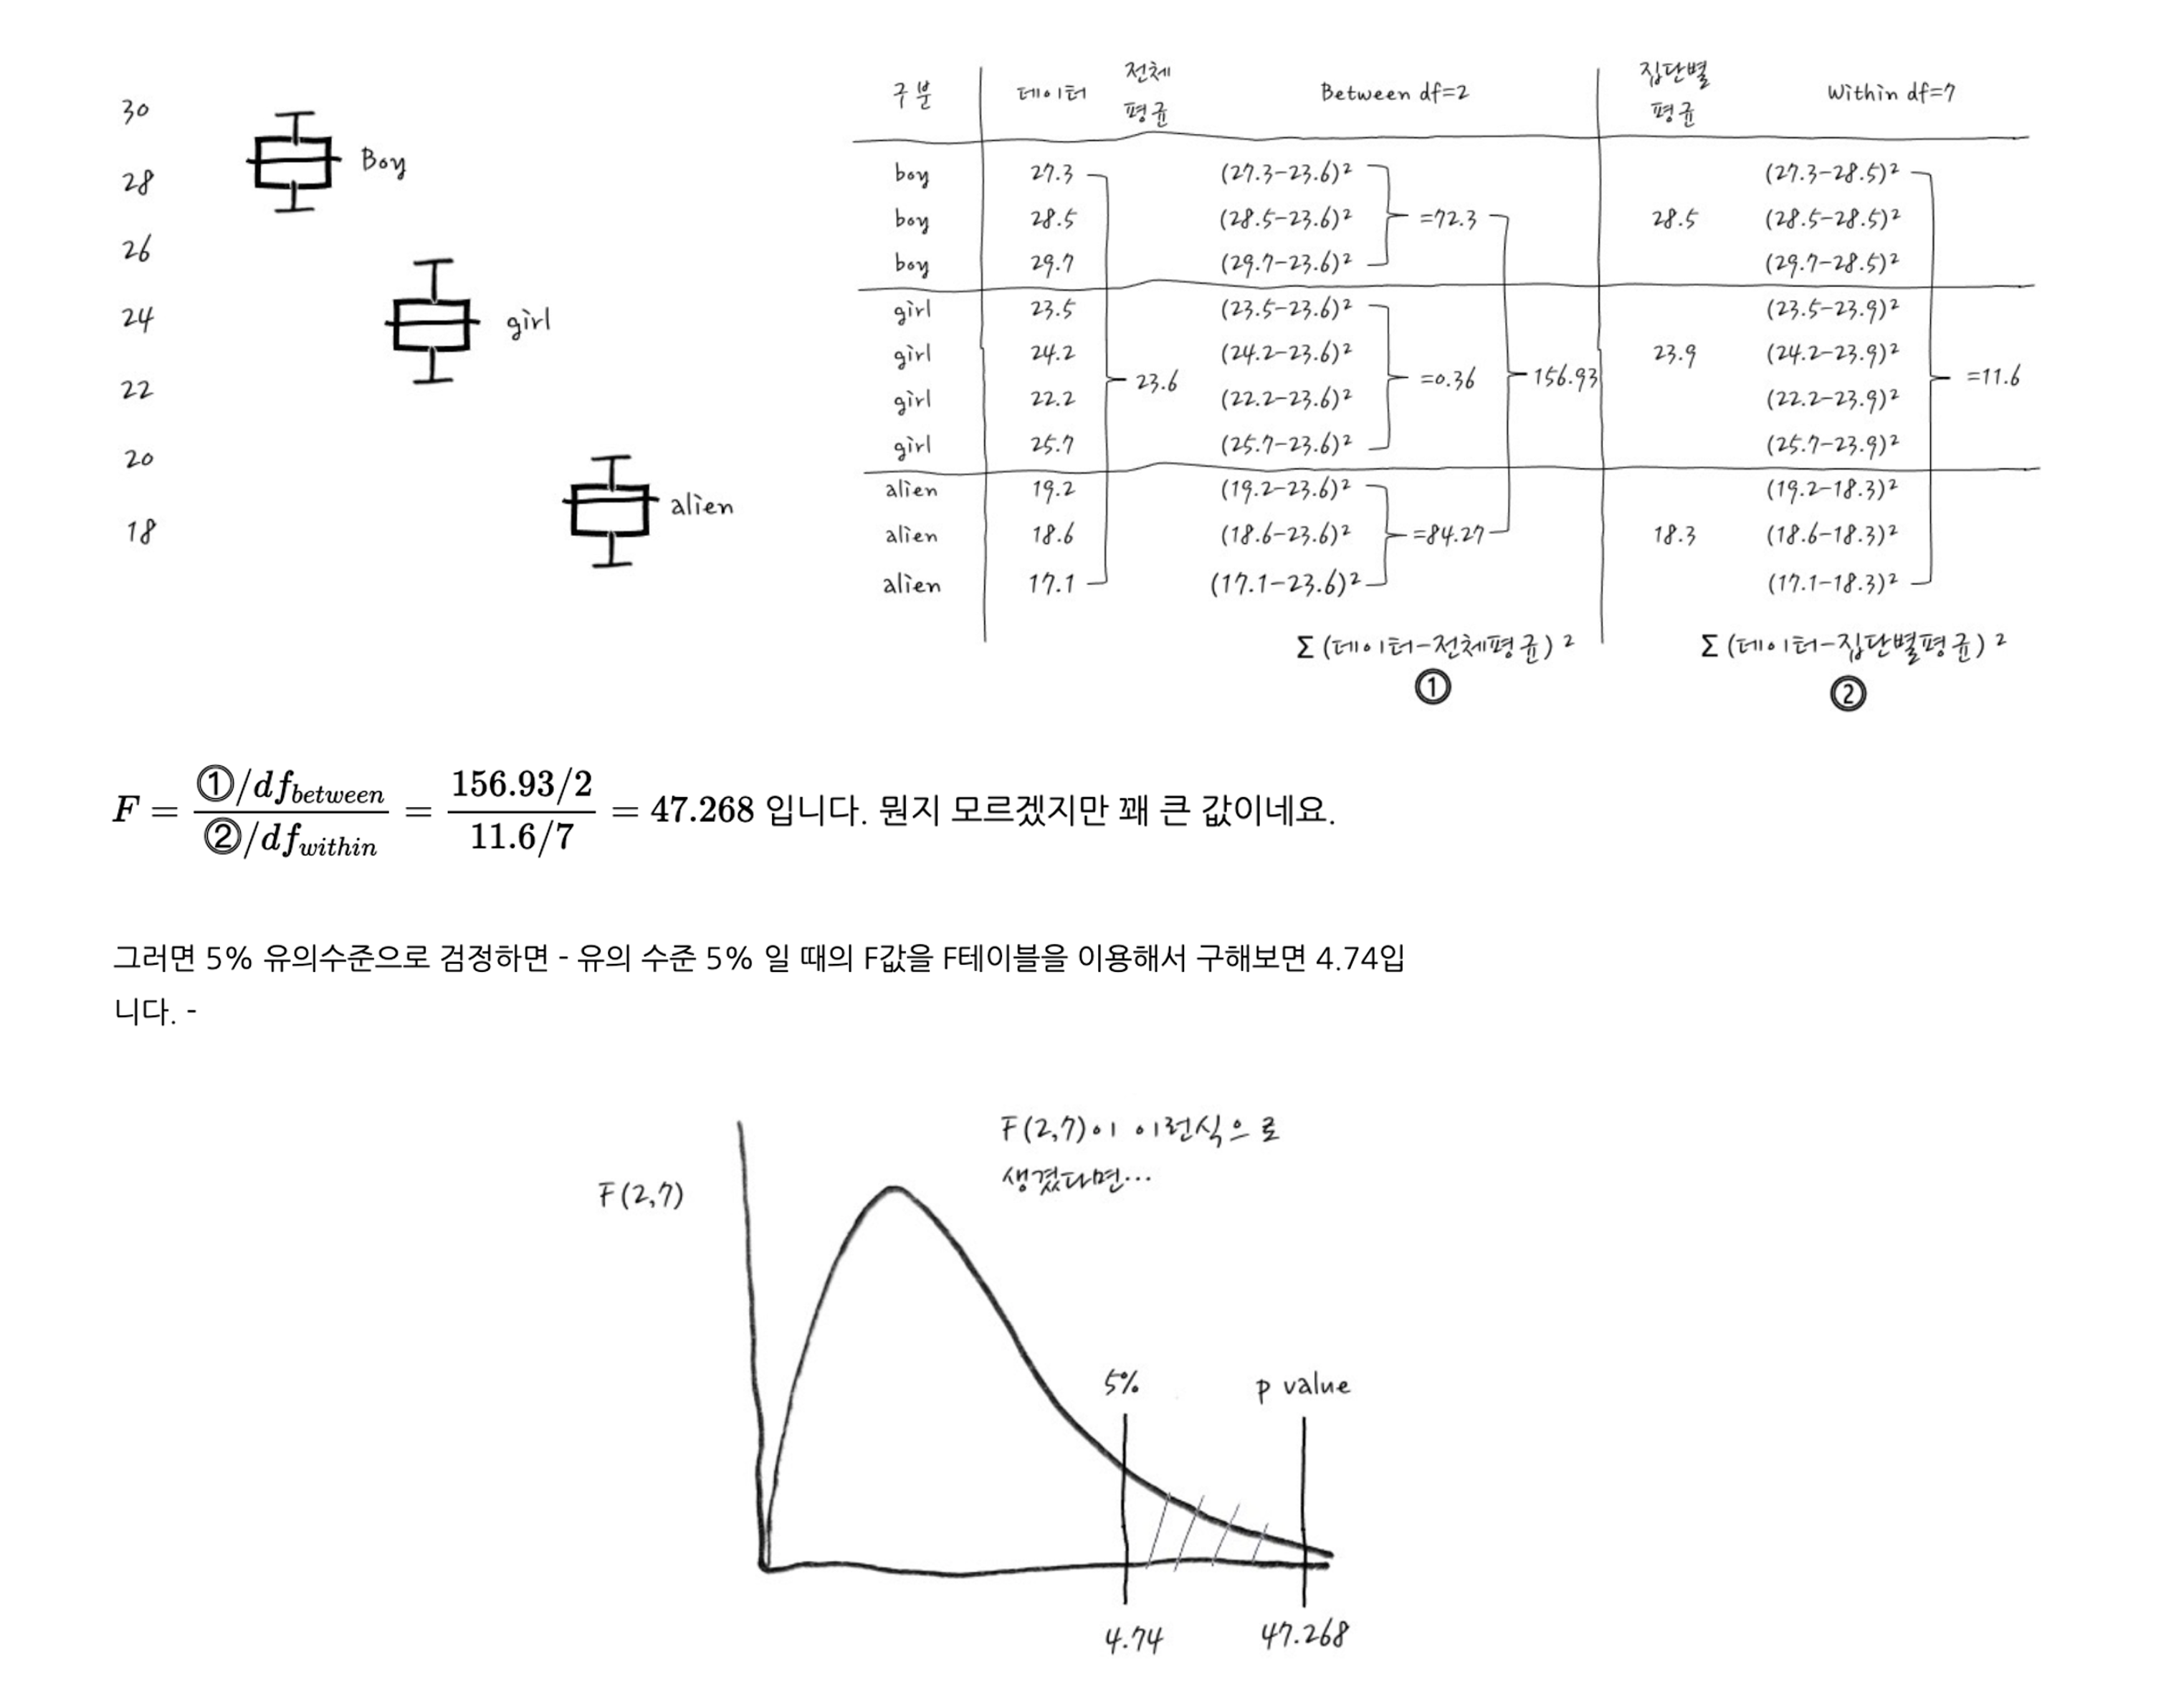 30
28
26
24
22
20
18
Boy
girl
alien
구분 데이터 전체 평균 Between df=2 집단별 평균 Within df=7
boy 27.3 (27.3-23.6)² (27.3-28.5)²
boy 28.5 (28.5-23.6)² =72.3 28.5 (28.5-28.5)²
boy 29.7 (29.7-23.6)² (29.7-28.5)²
girl 23.5 (23.5-23.6)² (23.5-23.9)²
girl 24.2 (24.2-23.6)² 23.9 (24.2-23.9)²
23.6 =0.36 156.93 =11.6
girl 22.2 (22.2-23.6)² (22.2-23.9)²
girl 25.7 (25.7-23.6)² (25.7-23.9)²
alien 19.2 (19.2-23.6)² (19.2-18.3)²
alien 18.6 (18.6-23.6)² =84.27 18.3 (18.6-18.3)²
alien 17.1 (17.1-23.6)² (17.1-18.3)²
Σ(데이터-전체평균)² Σ(데이터-집단별평균)²
① ②
F = ①/df_between / ②/df_within = 156.93/2 / 11.6/7 = 47.268 입니다. 뭔지 모르겠지만 꽤 큰 값이네요.
그러면 5% 유의수준으로 검정하면 - 유의 수준 5% 일 때의 F값을 F테이블을 이용해서 구해보면 4.74입
니다. -
F(2,7)이 이런식으로
생겼다면...
F(2,7)
5% p value
4.74 47.268